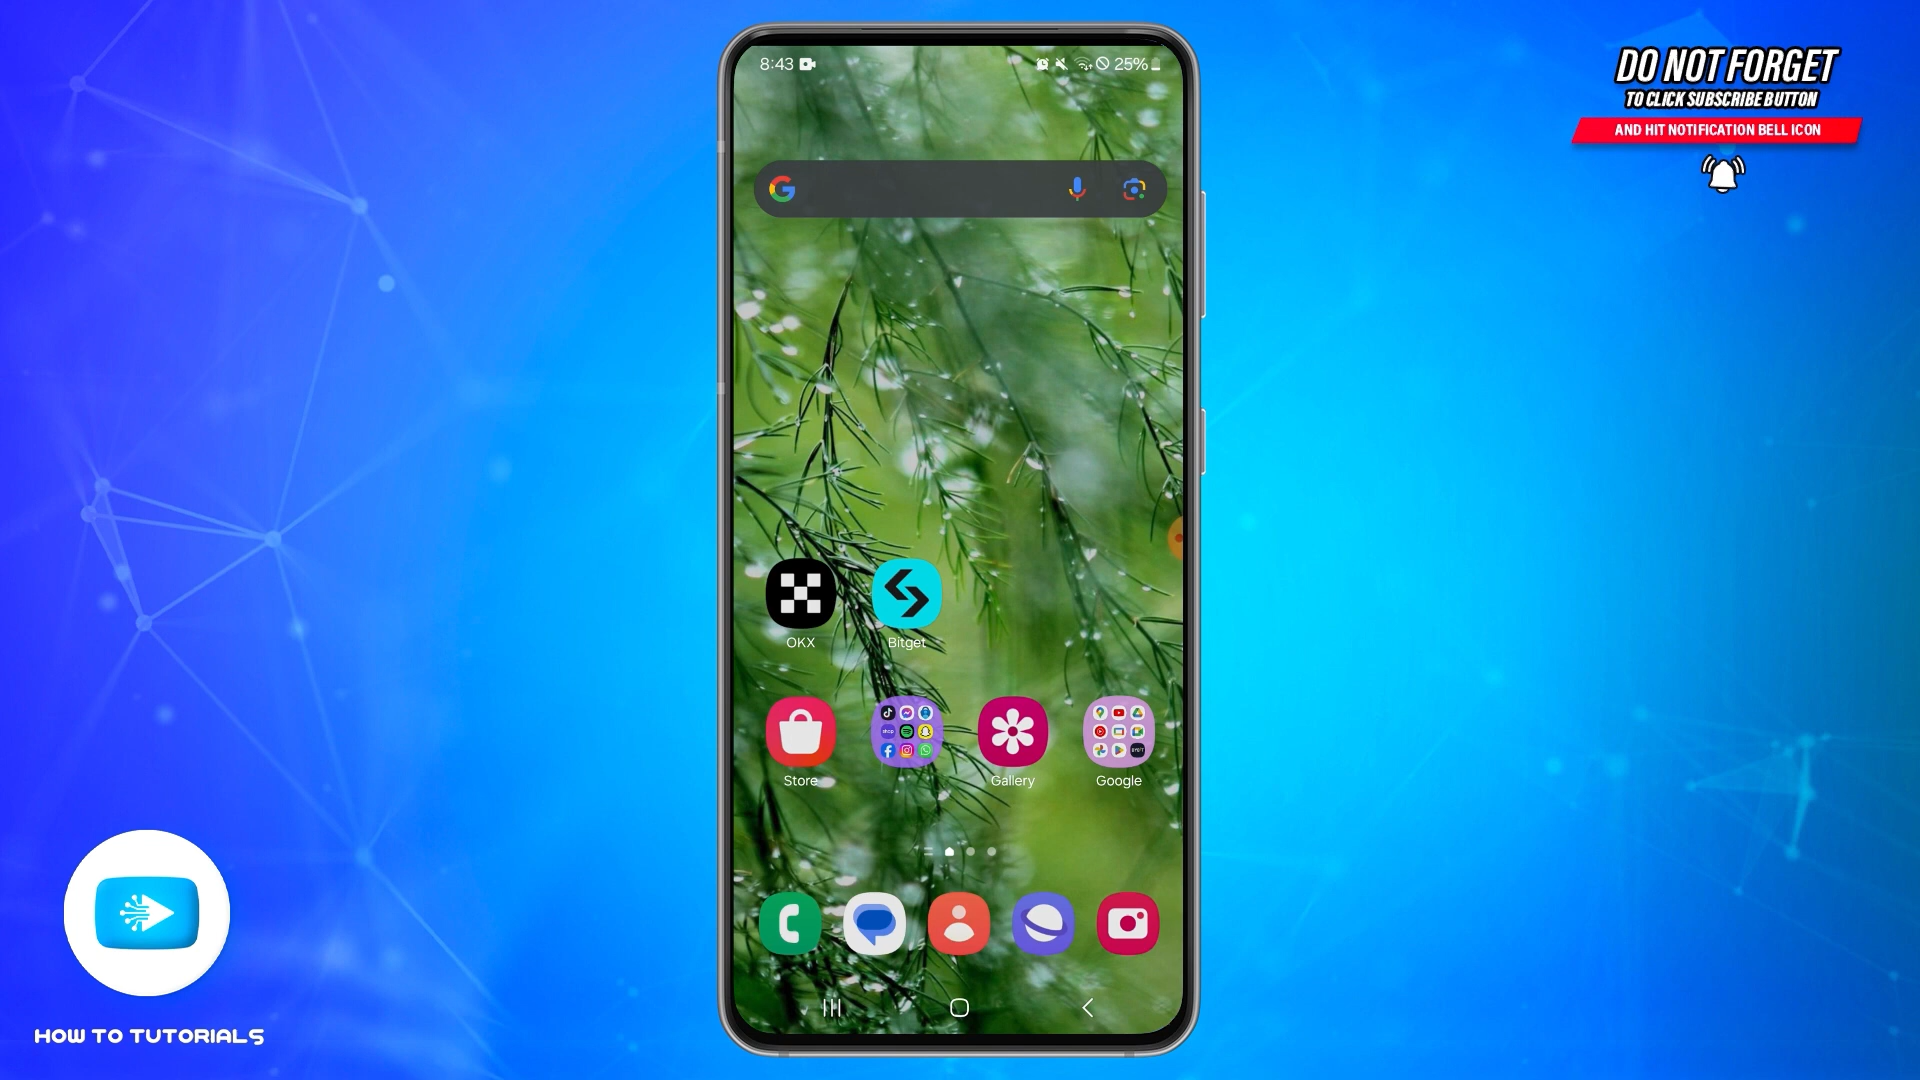 DO NOT FORGET
TO CLICK SUBSCRIBE BUTTON
AND HIT NOTIFICATION BELL ICON
8:43
25%
OKX
Bitget
Store
Gallery
Google
HOW TO TUTORIALS